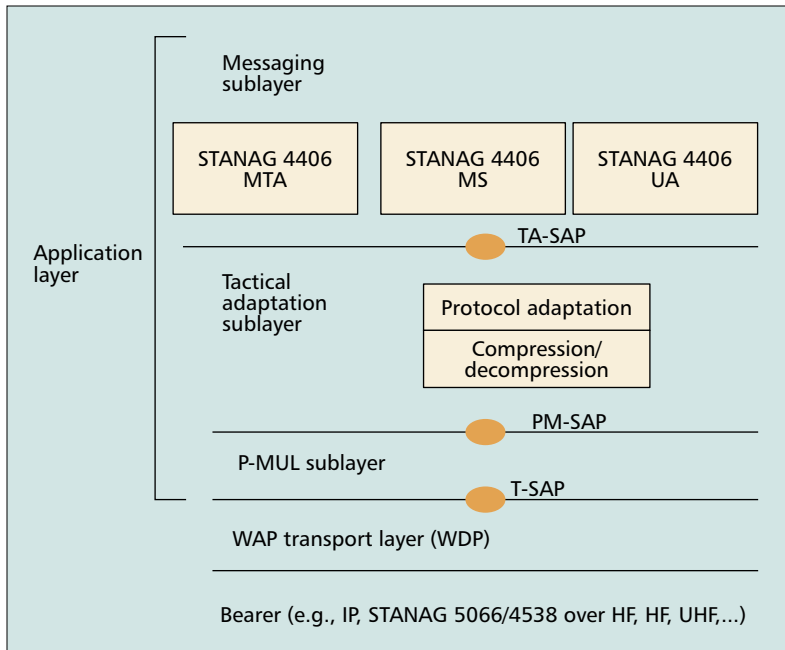 Messaging
sublayer
STANAG 4406
MTA
STANAG 4406
MS
STANAG 4406
UA
TA-SAP
Application
layer
Tactical
adaptation
sublayer
Protocol adaptation
Compression/
decompression
PM-SAP
P-MUL sublayer
T-SAP
WAP transport layer (WDP)
Bearer (e.g., IP, STANAG 5066/4538 over HF, HF, UHF,...)